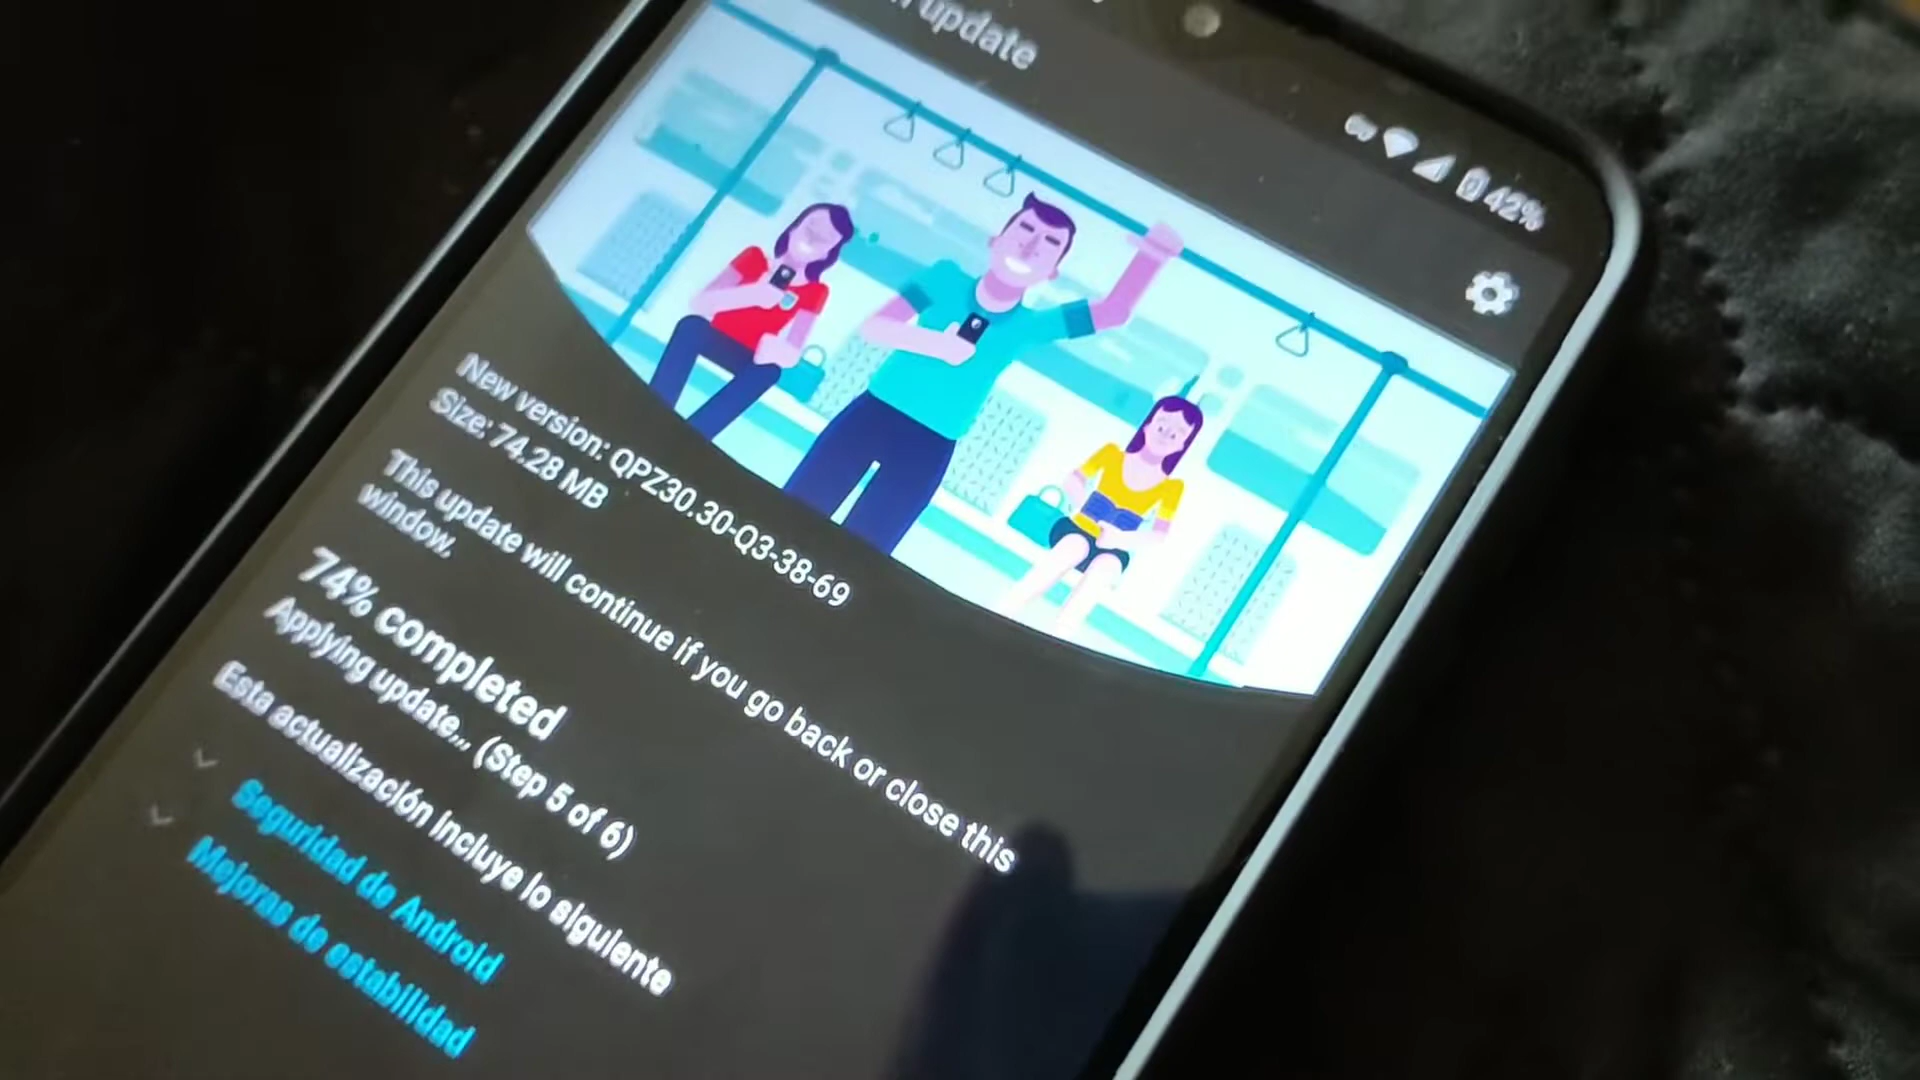 update
42%
New version: QPZ30.30-Q3-38-69
Size: 74.28 MB
This update will continue if you go back or close this
window.
74% completed
Applying update... (Step 5 of 6)
Esta actualización incluye lo siguiente
Seguridad de Android
Mejoras de estabilidad